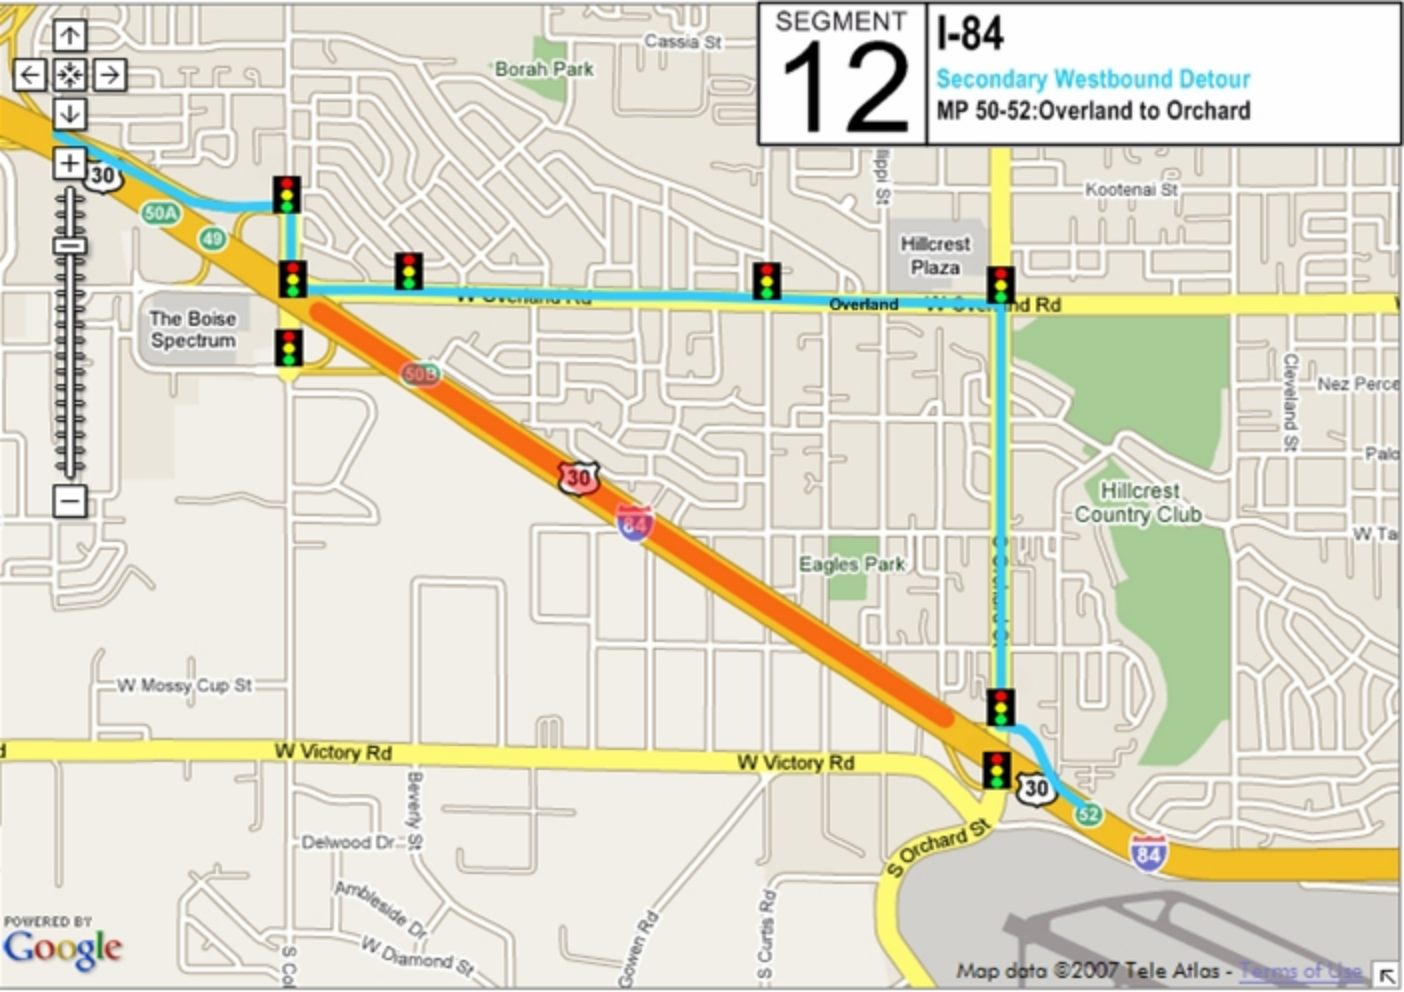 SEGMENT
12
I-84
Secondary Westbound Detour
MP 50-52:Overland to Orchard
Cassia St
Borah Park
30
50A
49
Kootenai St
Hillcrest
Plaza
W Overland Rd
Overland
W Overland Rd
The Boise
Spectrum
50B
Cleveland St
Nez Perce
30
84
Hillcrest
Country Club
W Ta
Eagles Park
W Mossy Cup St
W Victory Rd
W Victory Rd
30
52
84
S Orchard St
Beverly St
Delwood Dr
Ambleside Dr
W Diamond St
S Col
Gowen Rd
S Curtis Rd
POWERED BY
Google
Map data ©2007 Tele Atlas - Terms of Use